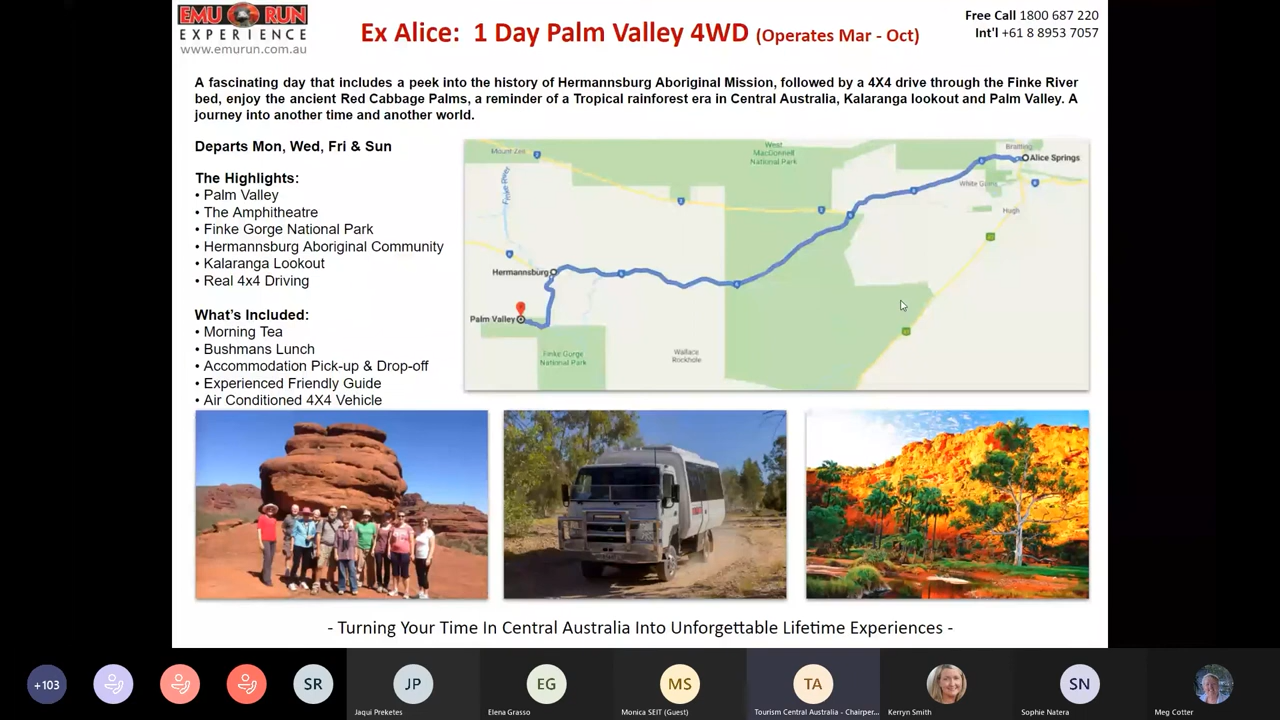 EMU RUN
EXPERIENCE
www.emurun.com.au
Ex Alice: 1 Day Palm Valley 4WD (Operates Mar - Oct)
Free Call 1800 687 220
Int'l +61 8 8953 7057
A fascinating day that includes a peek into the history of Hermannsburg Aboriginal Mission, followed by a 4X4 drive through the Finke River
bed, enjoy the ancient Red Cabbage Palms, a reminder of a Tropical rainforest era in Central Australia, Kalaranga lookout and Palm Valley. A
journey into another time and another world.
Departs Mon, Wed, Fri & Sun
The Highlights:
• Palm Valley
• The Amphitheatre
• Finke Gorge National Park
• Hermannsburg Aboriginal Community
• Kalaranga Lookout
• Real 4x4 Driving
What's Included:
• Morning Tea
• Bushmans Lunch
• Accommodation Pick-up & Drop-off
• Experienced Friendly Guide
• Air Conditioned 4X4 Vehicle
West
MacDonnell
National Park
Mount Zeil
Finke River
Alice Springs
White Gums
Hugh
Hermannsburg
Palm Valley
Finke Gorge
National Park
Wallace
Rockhole
- Turning Your Time In Central Australia Into Unforgettable Lifetime Experiences -
+103
SR
JP
EG
MS
TA
SN
Jaqui Preketes
Elena Grasso
Monica SEIT (Guest)
Tourism Central Australia - Chairper...
Kerryn Smith
Sophie Natera
Meg Cotter